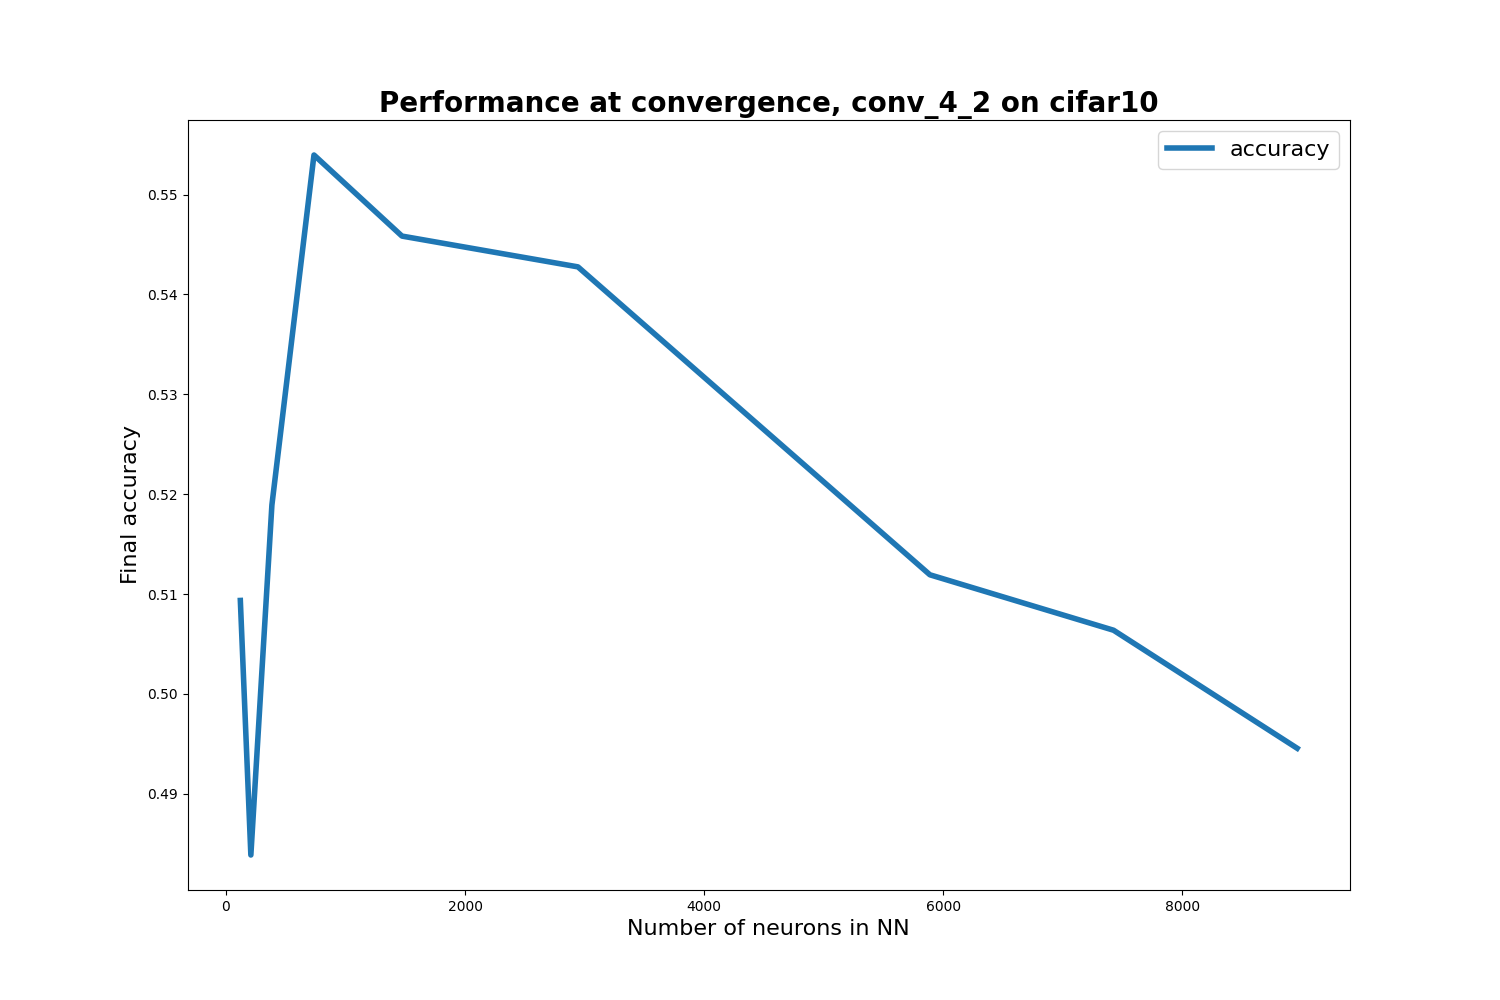 Performance at convergence, conv_4_2 on cifar10
accuracy
0.55
0.54
0.53
0.52
0.51
0.50
0.49
Final accuracy
0 2000 4000 6000 8000
Number of neurons in NN